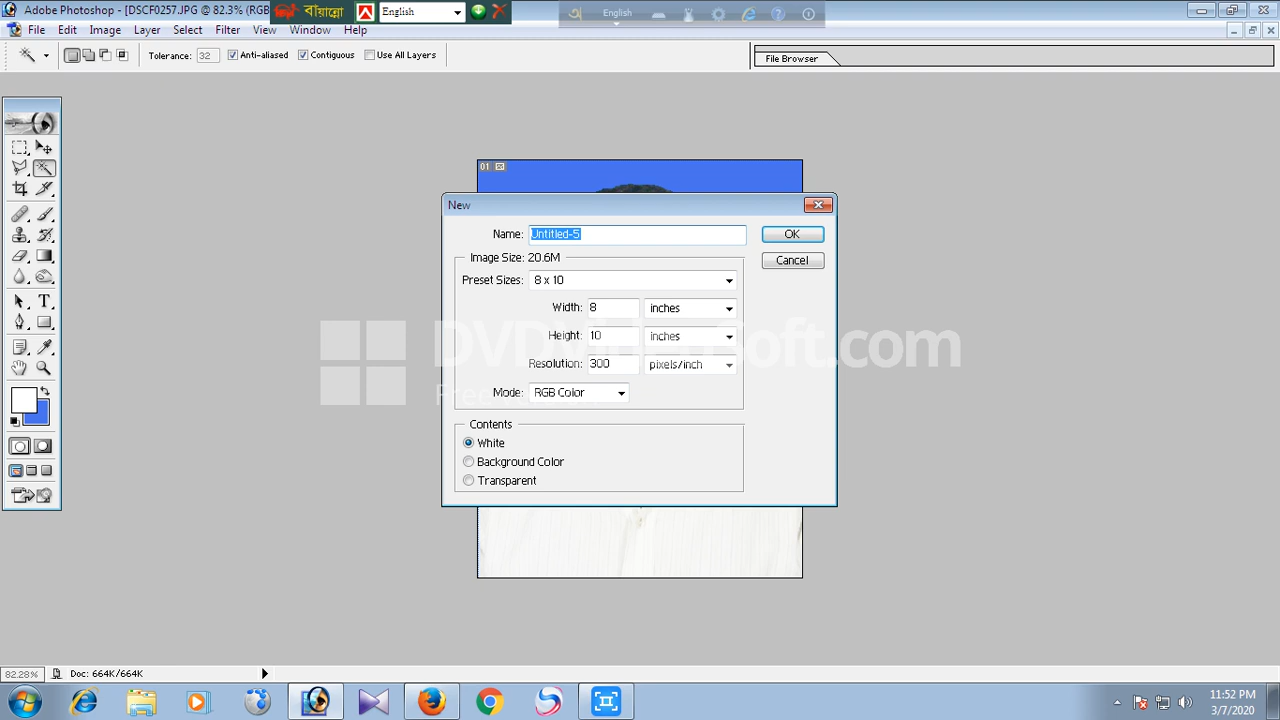 Adobe Photoshop - [DSCF0257.JPG @ 82.3% (RGB
বায়ান্নো
English
English
File Edit Image Layer Select Filter View Window Help
Tolerance: 32 Anti-aliased Contiguous Use All Layers
File Browser
01
New
Name: Untitled-5
OK
Image Size: 20.6M
Cancel
Preset Sizes: 8 x 10
Width: 8 inches
Height: 10 inches
Resolution: 300 pixels/inch
Mode: RGB Color
Contents
White
Background Color
Transparent
82.28% Doc: 664K/664K
11:52 PM
3/7/2020